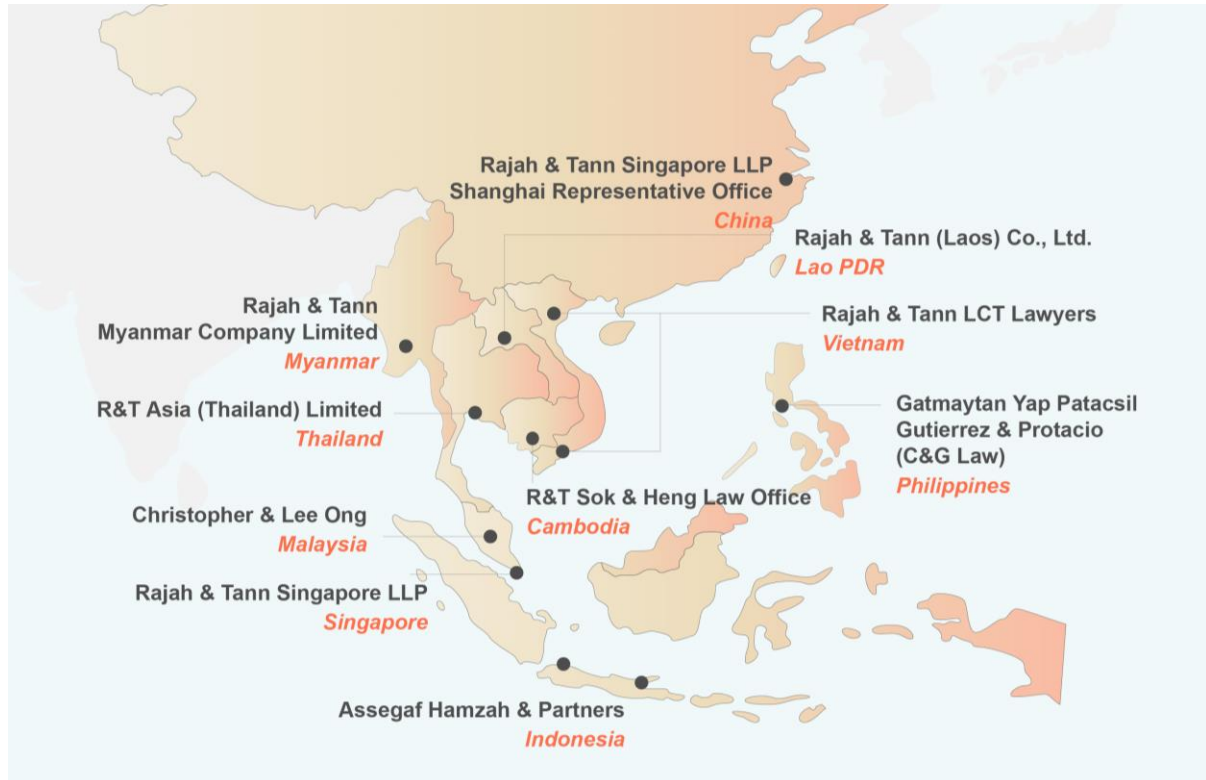 Rajah & Tann Singapore LLP
Shanghai Representative Office
China
Rajah & Tann (Laos) Co., Ltd.
Lao PDR
Rajah & Tann
Myanmar Company Limited
Myanmar
Rajah & Tann LCT Lawyers
Vietnam
R&T Asia (Thailand) Limited
Thailand
Gatmaytan Yap Patacsil
Gutierrez & Protacio
(C&G Law)
Philippines
R&T Sok & Heng Law Office
Cambodia
Christopher & Lee Ong
Malaysia
Rajah & Tann Singapore LLP
Singapore
Assegaf Hamzah & Partners
Indonesia